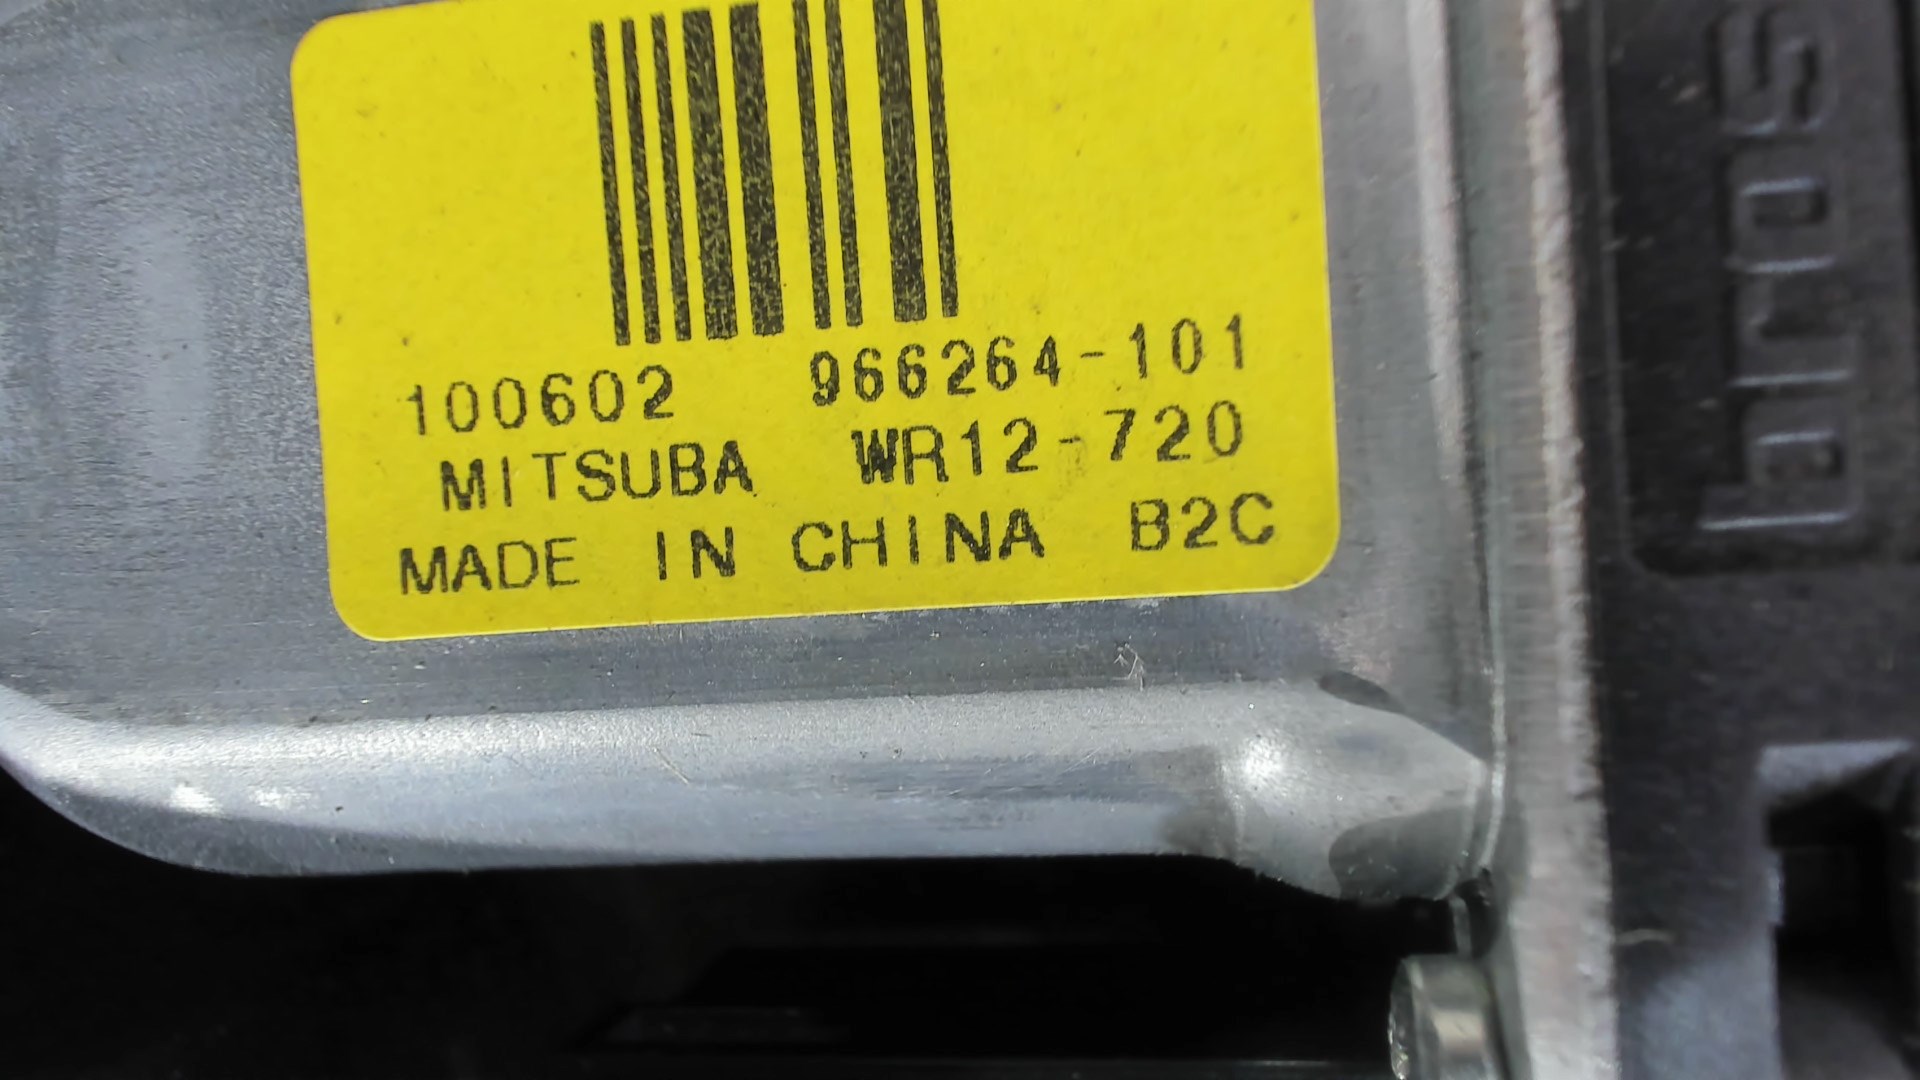 100602 966264-101
MITSUBA WR12-720
MADE IN CHINA B2C